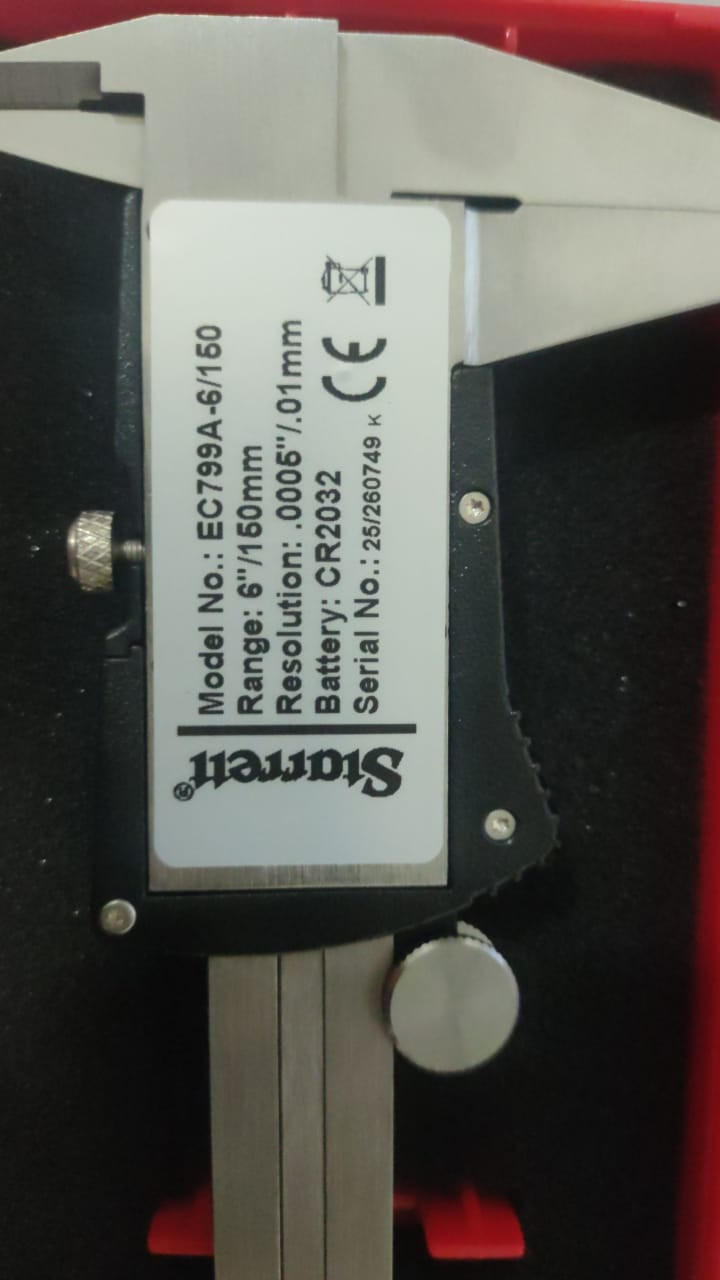 Starrett®
Model No.: EC799A-6/150
Range: 6"/150mm
Resolution: .0005"/.01mm
Battery: CR2032
Serial No.: 25/260749 K
CE